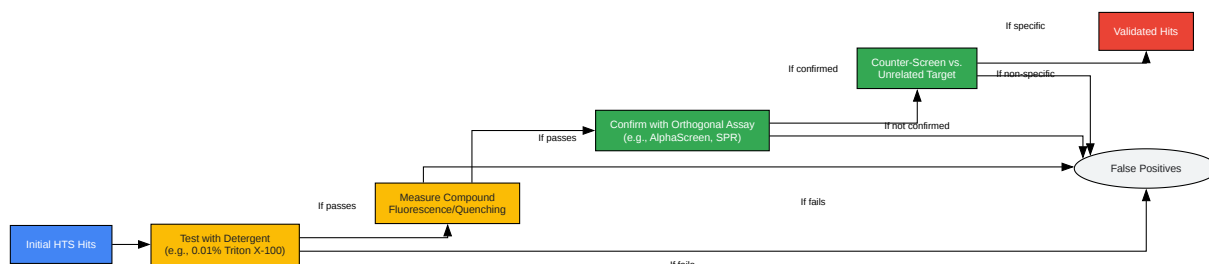 If specific
Validated Hits
Counter-Screen vs.
Unrelated Target
If confirmed
If non-specific
Confirm with Orthogonal Assay
(e.g., AlphaScreen, SPR)
If not confirmed
If passes
False Positives
Measure Compound
Fluorescence/Quenching
If passes
If fails
Initial HTS Hits
Test with Detergent
(e.g., 0.01% Triton X-100)
If fails